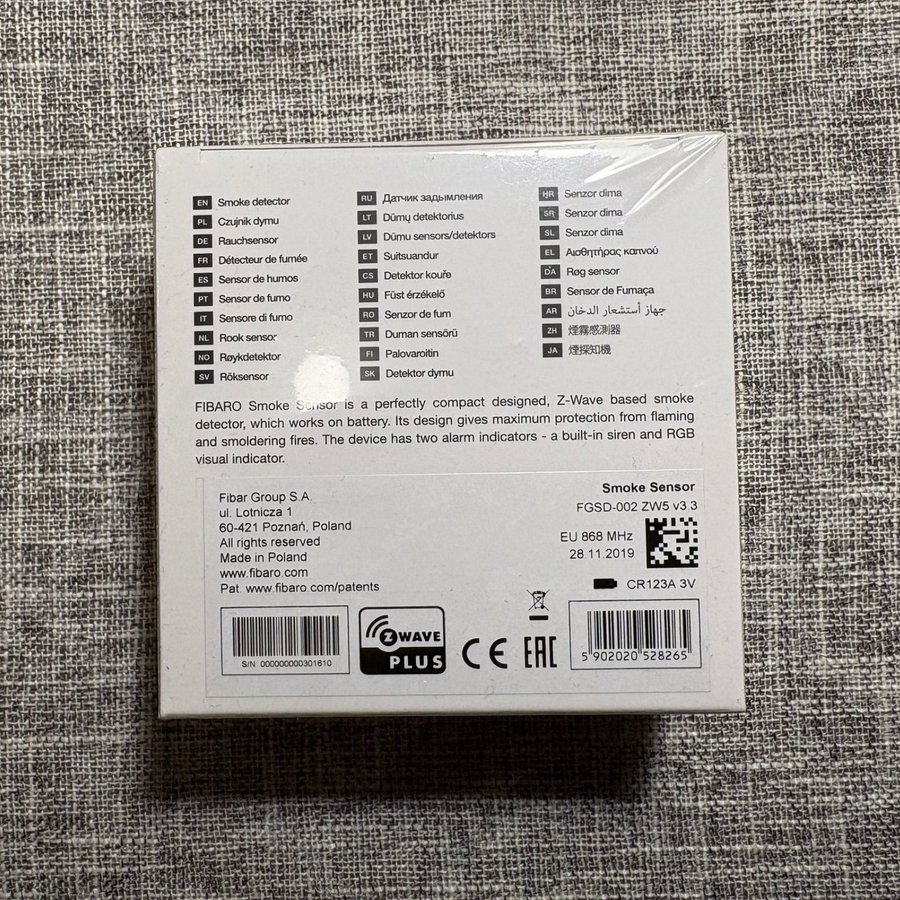 EN Smoke detector
PL Czujnik dymu
DE Rauchsensor
FR Détecteur de fumée
ES Sensor de humos
PT Sensor de fumo
IT Sensore di fumo
NL Rook sensor
NO Røykdetektor
SV Röksensor
RU Датчик задымления
LT Dūmų detektorius
LV Dūmu sensors/detektors
ET Suitsuandur
CS Detektor kouře
HU Füst érzékelő
RO Senzor de fum
TR Duman sensörü
FI Palovaroitin
SK Detektor dymu
HR Senzor dima
SR Senzor dima
SL Senzor dima
EL Αισθητήρας καπνού
DA Røg sensor
BR Sensor de Fumaça
AR جهاز أستشعار الدخان
ZH 煙霧感測器
JA 煙探知機
FIBARO Smoke Sensor is a perfectly compact designed, Z-Wave based smoke
detector, which works on battery. Its design gives maximum protection from flaming
and smoldering fires. The device has two alarm indicators - a built-in siren and RGB
visual indicator.
Fibar Group S.A.
ul. Lotnicza 1
60-421 Poznań, Poland
All rights reserved
Made in Poland
www.fibaro.com
Pat. www.fibaro.com/patents
Smoke Sensor
FGSD-002 ZW5 v3.3
EU 868 MHz
28.11.2019
CR123A 3V
S/N 000000000301610
Z WAVE
PLUS
CE
EAC
5 902020 528265